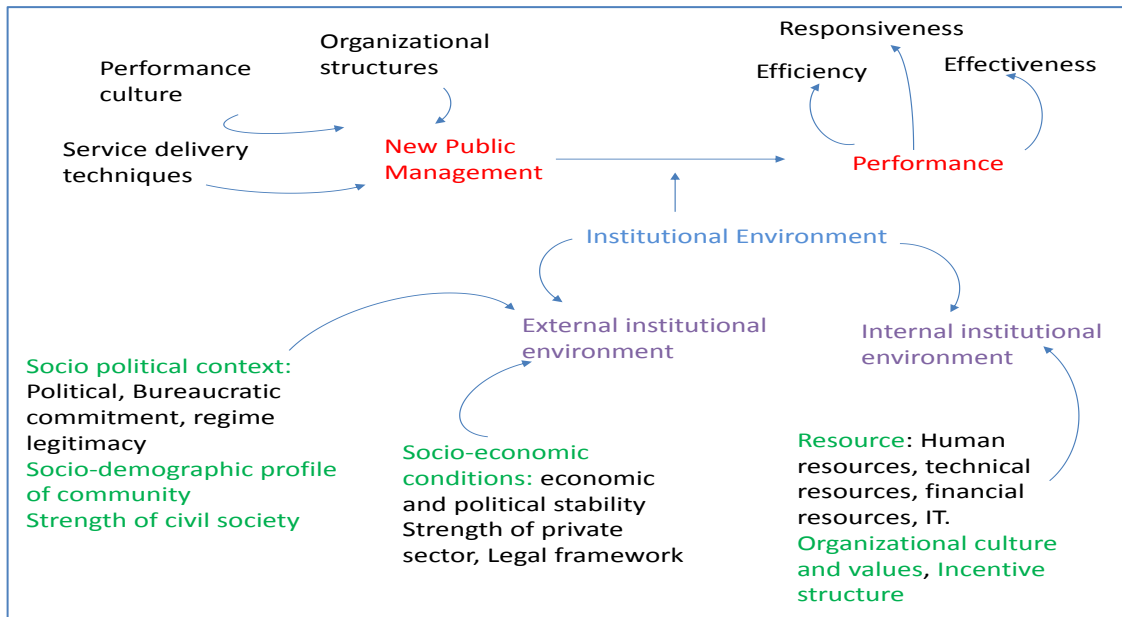 Performance
culture
Organizational
structures
Service delivery
techniques
New Public
Management
Responsiveness
Efficiency
Effectiveness
Performance
Institutional Environment
External institutional
environment
Internal institutional
environment
Socio political context:
Political, Bureaucratic
commitment, regime
legitimacy
Socio-demographic profile
of community
Strength of civil society
Socio-economic
conditions: economic
and political stability
Strength of private
sector, Legal framework
Resource: Human
resources, technical
resources, financial
resources, IT.
Organizational culture
and values, Incentive
structure